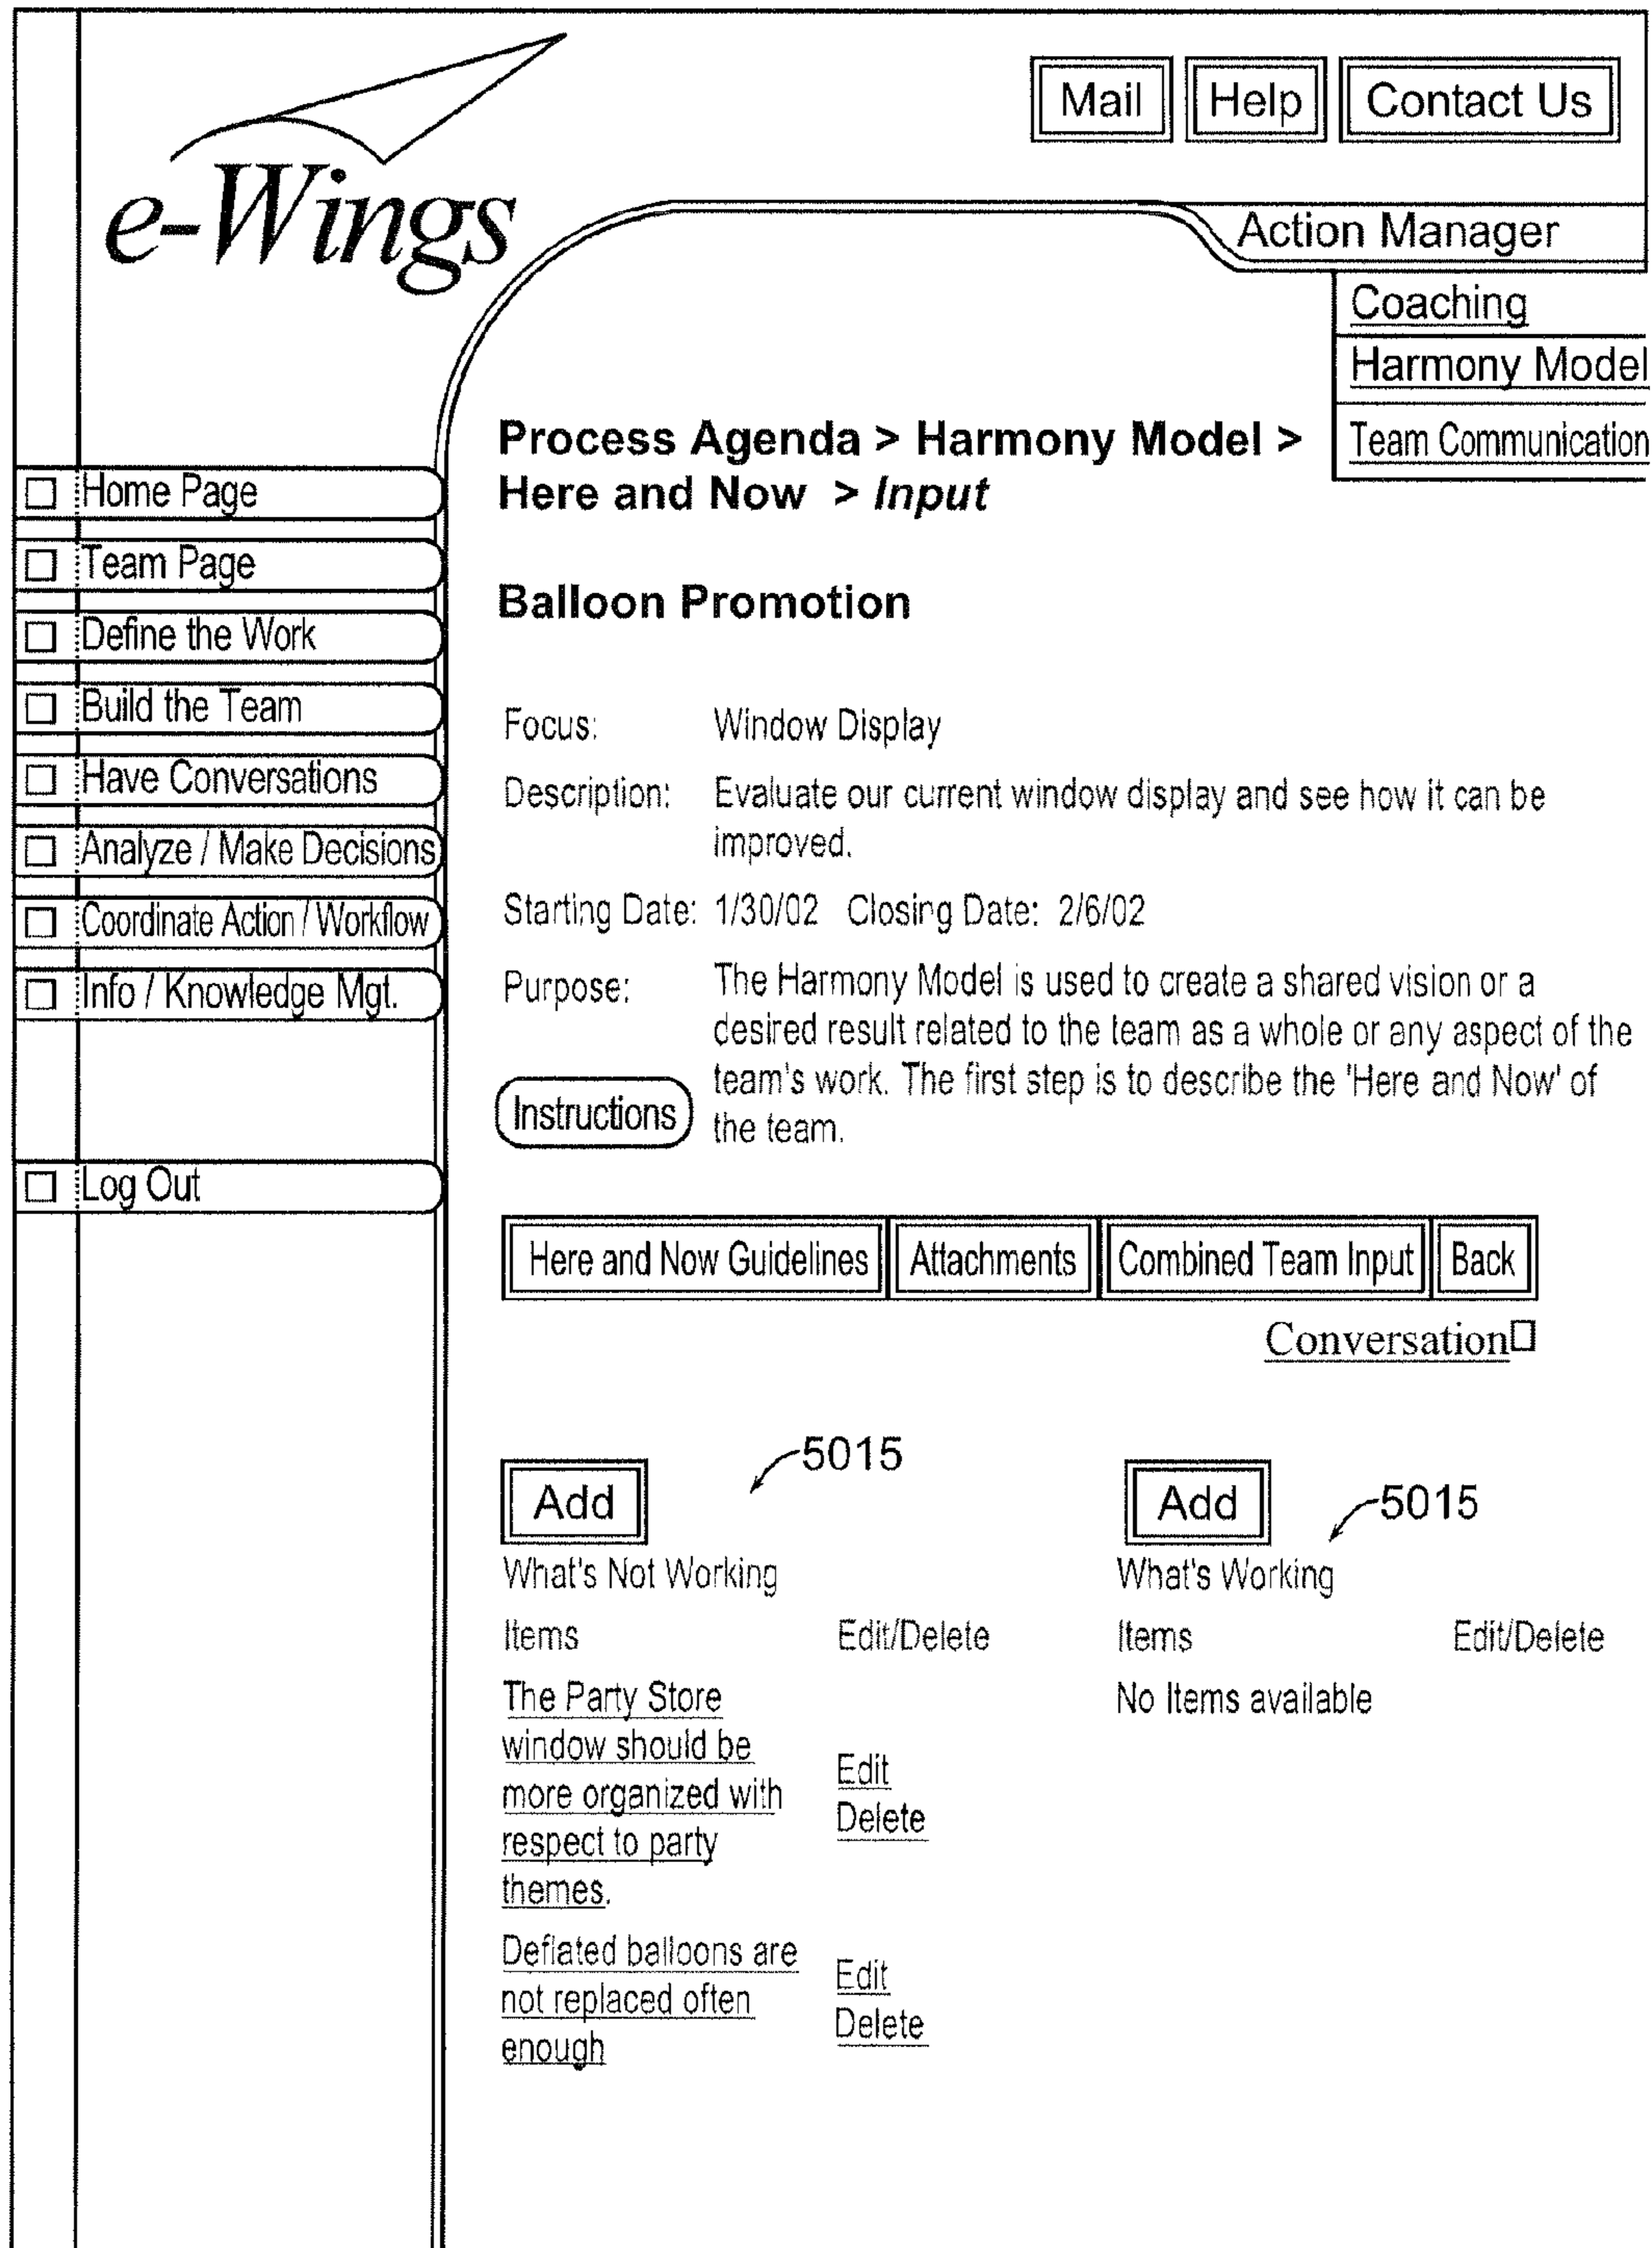 e-Wings
Mail Help Contact Us
Action Manager
Coaching
Harmony Model
Team Communication
Home Page
Team Page
Define the Work
Build the Team
Have Conversations
Analyze / Make Decisions
Coordinate Action / Workflow
Info / Knowledge Mgt.
Log Out
Process Agenda > Harmony Model >
Here and Now > Input
Balloon Promotion
Focus: Window Display
Description: Evaluate our current window display and see how it can be
improved.
Starting Date: 1/30/02 Closing Date: 2/6/02
Purpose: The Harmony Model is used to create a shared vision or a
desired result related to the team as a whole or any aspect of the
team's work. The first step is to describe the 'Here and Now' of
the team.
Instructions
Here and Now Guidelines Attachments Combined Team Input Back
Conversation
Add 5015
What's Not Working
Items Edit/Delete
The Party Store
window should be
more organized with
respect to party
themes.
Edit
Delete
Deflated balloons are
not replaced often
enough
Edit
Delete
Add 5015
What's Working
Items Edit/Delete
No Items available